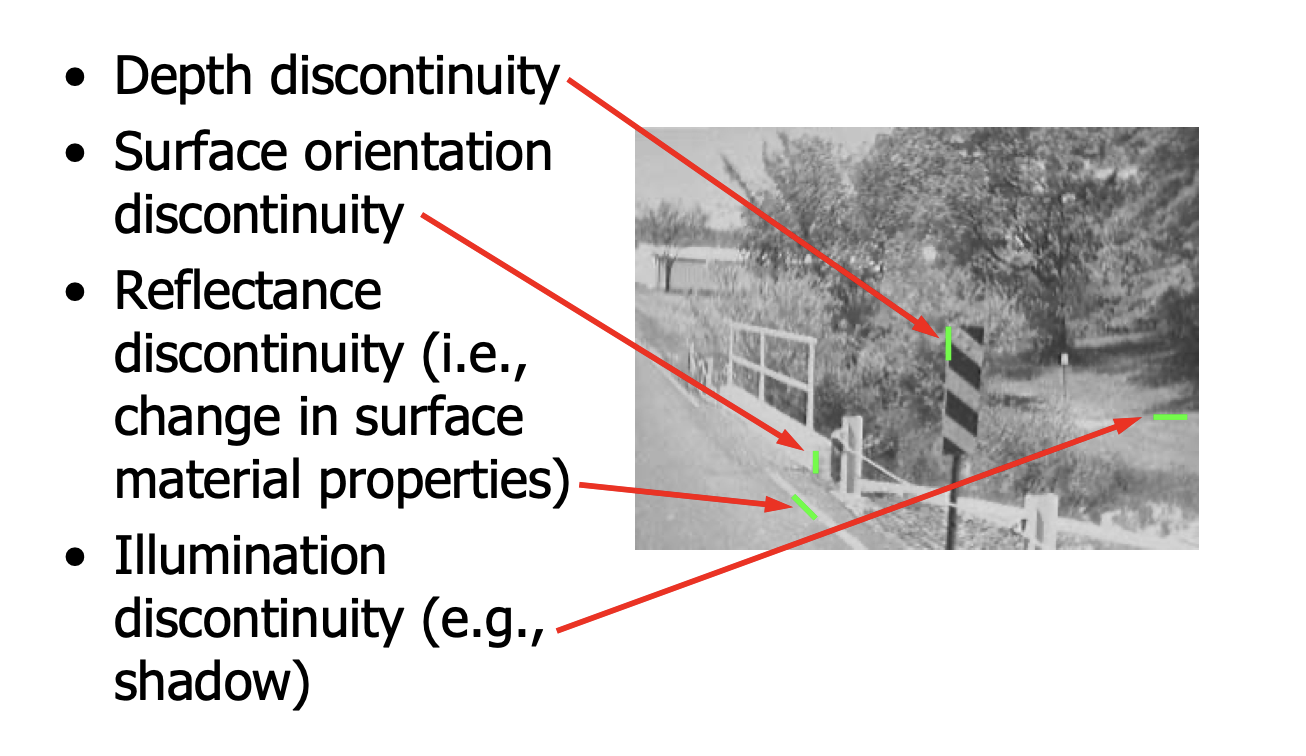 • Depth discontinuity
• Surface orientation
discontinuity
• Reflectance
discontinuity (i.e.,
change in surface
material properties)
• Illumination
discontinuity (e.g.,
shadow)